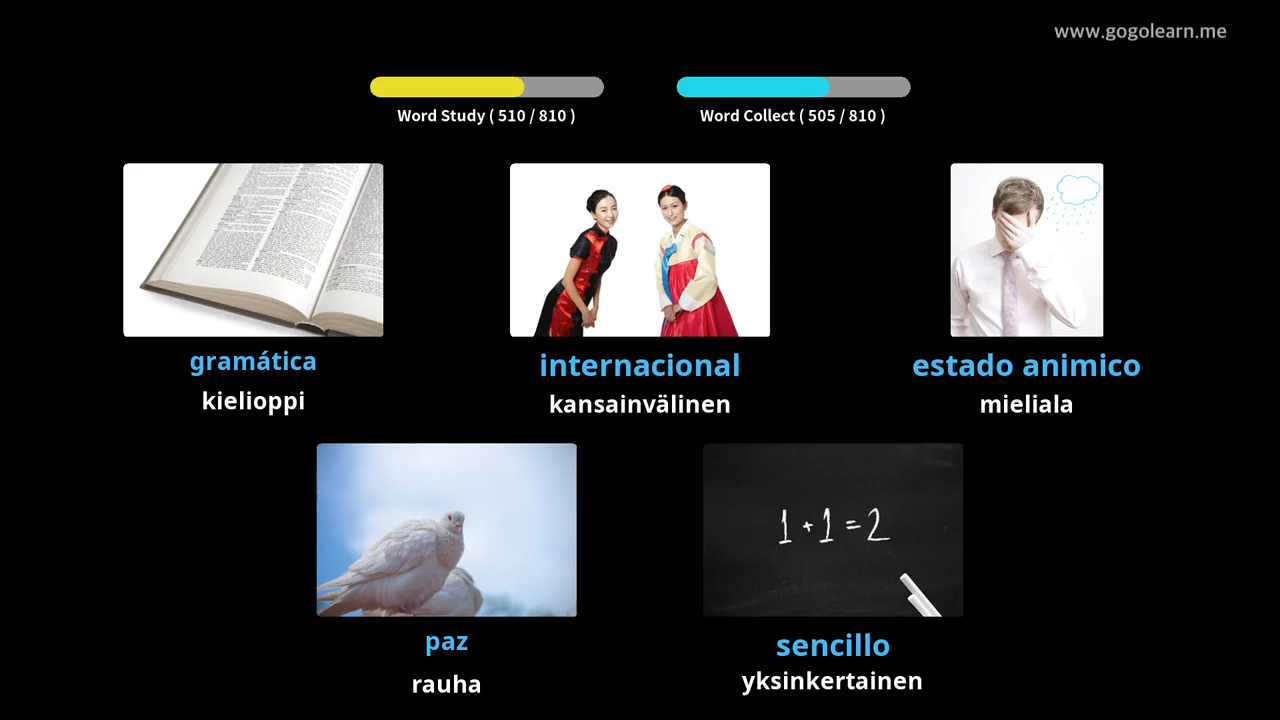 www.gogolearn.me
Word Study ( 510 / 810 )
Word Collect ( 505 / 810 )
gramática
kielioppi
internacional
kansainvälinen
estado animico
mieliala
1 + 1 = 2
paz
rauha
sencillo
yksinkertainen